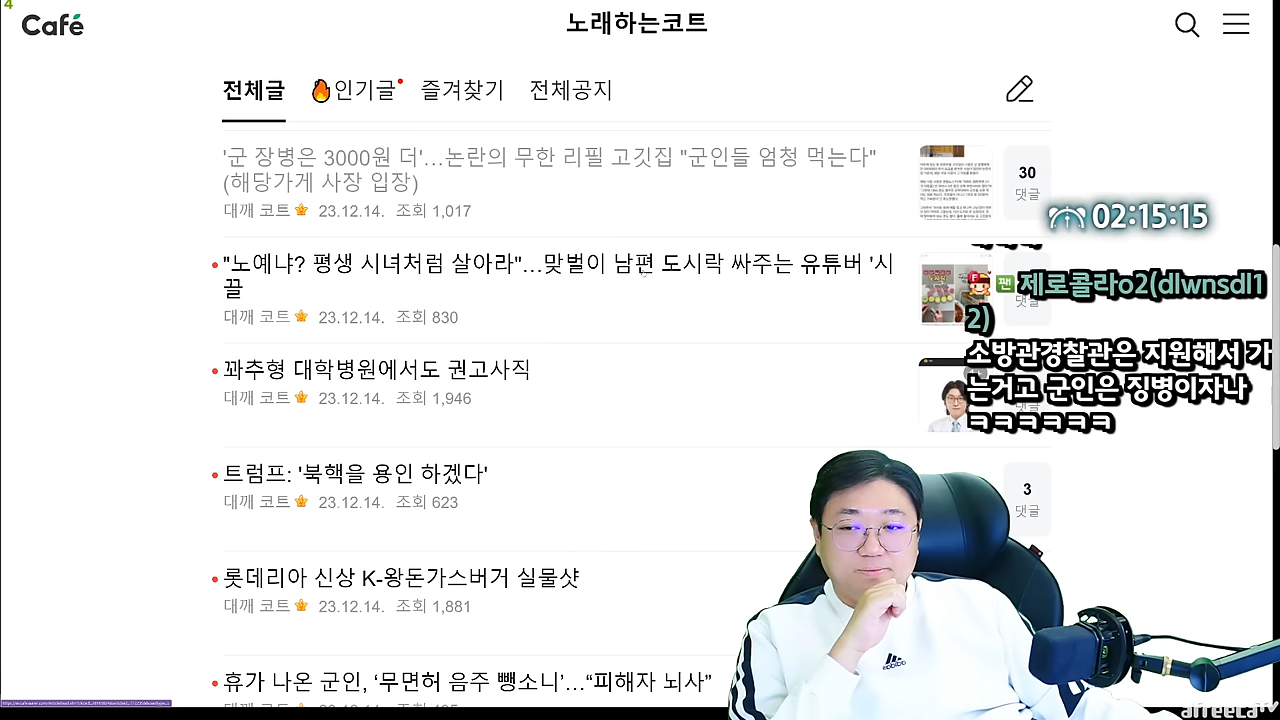 4
Café
노래하는코트
전체글
인기글
즐겨찾기
전체공지
'군 장병은 3000원 더'…논란의 무한 리필 고깃집 "군인들 엄청 먹는다"
(해당 가게 사장 입장)
대깨 코트 23.12.14. 조회 1,017
30
댓글
02:15:15
"노예냐? 평생 시녀처럼 살아라"…맞벌이 남편 도시락 싸주는 유튜버 '시
끌
대깨 코트 23.12.14. 조회 830
댓글
팬 제로콜라o2(dlwnsdl1
2)
소방관경찰관은 지원해서 가
는거고 군인은 징병이자나
ㅋㅋㅋㅋㅋㅋ
꽈추형 대학병원에서도 권고사직
대깨 코트 23.12.14. 조회 1,946
댓글
트럼프: '북핵을 용인 하겠다'
대깨 코트 23.12.14. 조회 623
3
댓글
롯데리아 신상 K-왕돈가스버거 실물샷
대깨 코트 23.12.14. 조회 1,881
adidas
휴가 나온 군인, ‘무면허 음주 뺑소니’…“피해자 뇌사”
afreecaTV